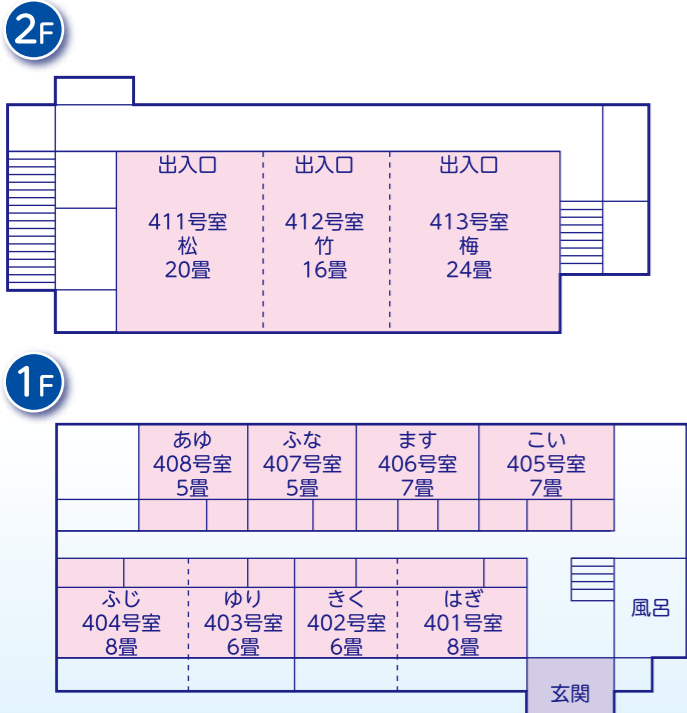 2F
出入口 出入口 出入口
411号室 412号室 413号室
松 竹 梅
20畳 16畳 24畳
1F
あゆ ふな ます こい
408号室 407号室 406号室 405号室
5畳 5畳 7畳 7畳
ふじ ゆり きく はぎ
404号室 403号室 402号室 401号室
8畳 6畳 6畳 8畳
風呂
玄関